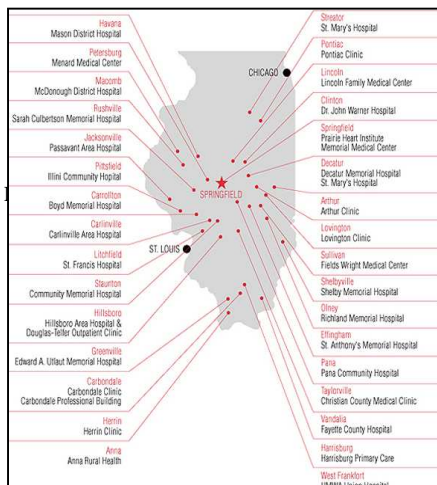 Havana
Mason District Hospital
Petersburg
Menard Medical Center
Macomb
McDonough District Hospital
Rushville
Sarah Culbertson Memorial Hospital
Jacksonville
Passavant Area Hospital
Pittsfield
Illini Community Hopital
Carrollton
Boyd Memorial Hospital
Carlinville
Carlinville Area Hospital
Litchfield
St. Francis Hospital
Staunton
Community Memorial Hospital
Hillsboro
Hillsboro Area Hospital &
Douglas-Telfer Outpatient Clinic
Greenville
Edward A. Utlaut Memorial Hospital
Carbondale
Carbondale Clinic
Carbondale Professional Building
Herrin
Herrin Clinic
Anna
Anna Rural Health
CHICAGO
SPRINGFIELD
ST. LOUIS
Streator
St. Mary's Hospital
Pontiac
Pontiac Clinic
Lincoln
Lincoln Family Medical Center
Clinton
Dr. John Warner Hospital
Springfield
Prairie Heart Institute
Memorial Medical Center
Decatur
Decatur Memorial Hospital
St. Mary's Hospital
Arthur
Arthur Clinic
Lovington
Lovington Clinic
Sullivan
Fields Wright Medical Center
Shelbyville
Shelby Memorial Hospital
Olney
Richland Memorial Hospital
Effingham
St. Anthony's Memorial Hospital
Pana
Pana Community Hospital
Taylorville
Christian County Medical Clinic
Vandalia
Fayette County Hospital
Harrisburg
Harrisburg Primary Care
West Frankfort
UMWA Union Hospital